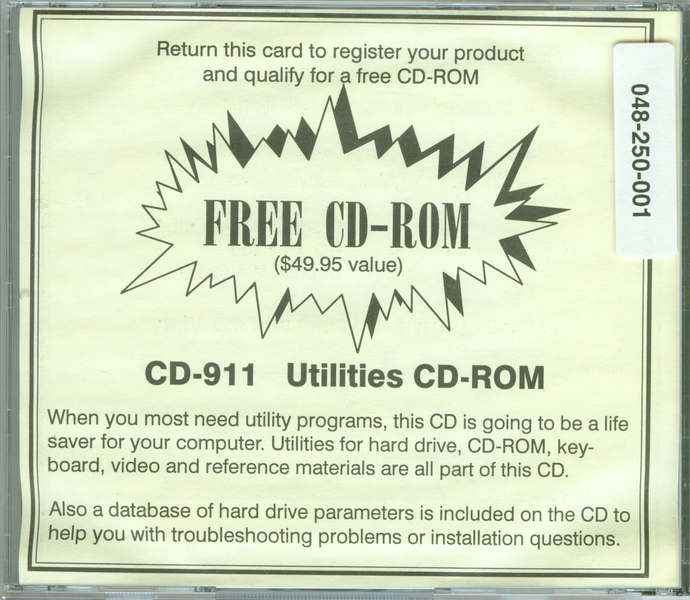 Return this card to register your product
and qualify for a free CD-ROM
048-250-001
FREE CD-ROM
($49.95 value)
CD-911 Utilities CD-ROM
When you most need utility programs, this CD is going to be a life
saver for your computer. Utilities for hard drive, CD-ROM, key-
board, video and reference materials are all part of this CD.
Also a database of hard drive parameters is included on the CD to
help you with troubleshooting problems or installation questions.